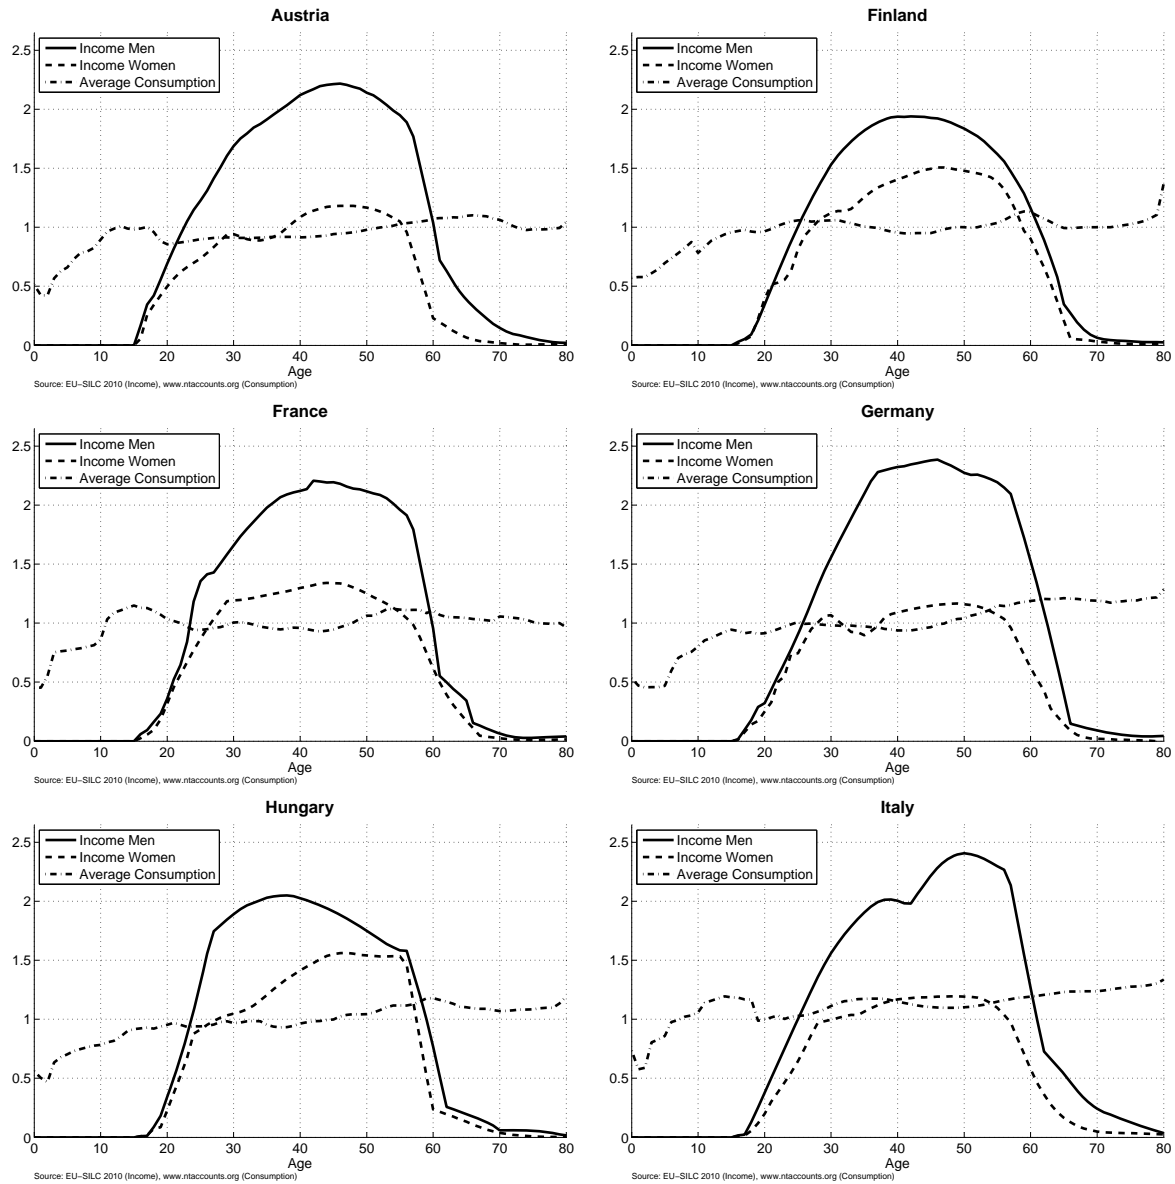 Austria
2.5
2
1.5
1
0.5
0
Income Men
Income Women
Average Consumption
0 10 20 30 40 50 60 70 80
Age
Source: EU−SILC 2010 (Income), www.ntaccounts.org (Consumption)
Finland
2.5
2
1.5
1
0.5
0
Income Men
Income Women
Average Consumption
0 10 20 30 40 50 60 70 80
Age
Source: EU−SILC 2010 (Income), www.ntaccounts.org (Consumption)
France
2.5
2
1.5
1
0.5
0
Income Men
Income Women
Average Consumption
0 10 20 30 40 50 60 70 80
Age
Source: EU−SILC 2010 (Income), www.ntaccounts.org (Consumption)
Germany
2.5
2
1.5
1
0.5
0
Income Men
Income Women
Average Consumption
0 10 20 30 40 50 60 70 80
Age
Source: EU−SILC 2010 (Income), www.ntaccounts.org (Consumption)
Hungary
2.5
2
1.5
1
0.5
0
Income Men
Income Women
Average Consumption
0 10 20 30 40 50 60 70 80
Age
Source: EU−SILC 2010 (Income), www.ntaccounts.org (Consumption)
Italy
2.5
2
1.5
1
0.5
0
Income Men
Income Women
Average Consumption
0 10 20 30 40 50 60 70 80
Age
Source: EU−SILC 2010 (Income), www.ntaccounts.org (Consumption)